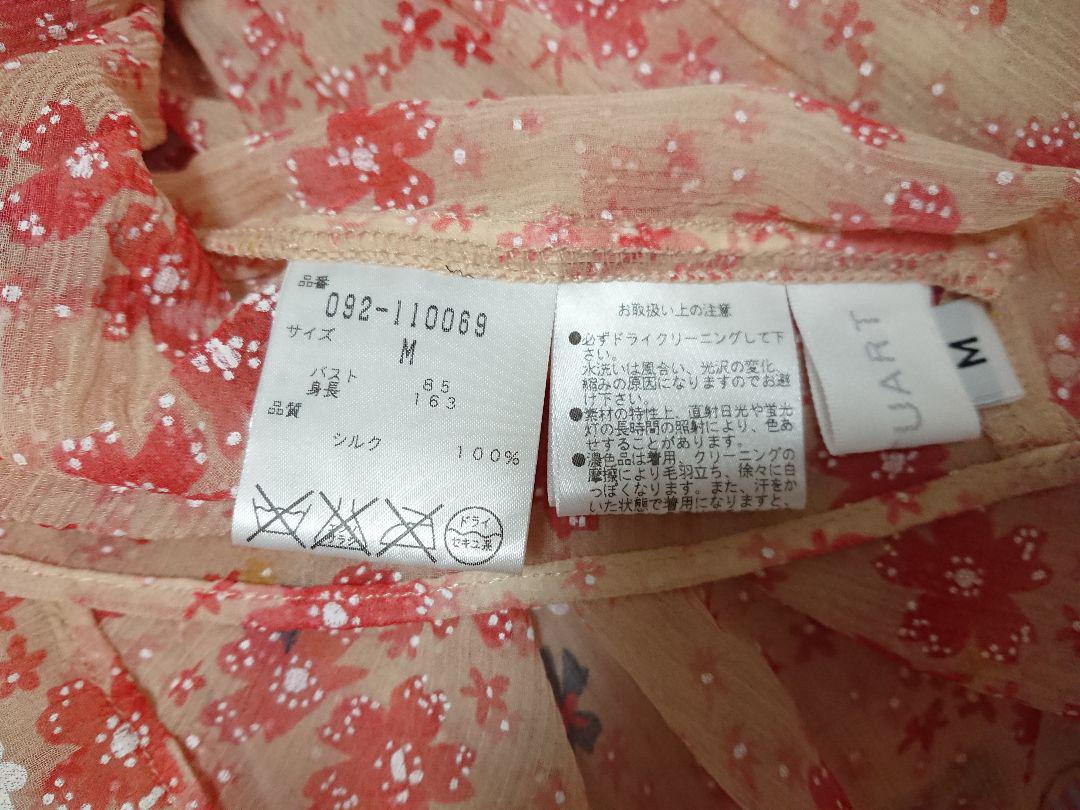 品番
092-110069
サイズ
M
バスト 85
身長 163
品質
シルク 100%
ドライ
セキユ系
お取扱い上の注意
●必ずドライクリーニングして下
さい。
水洗いは風合い、光沢の変化、
縮みの原因になりますのでお避
け下さい。
●素材の特性上、直射日光や蛍光
灯の長時間の照射により、色あ
せすることがあります。
●濃色品は着用、クリーニングの
摩擦により毛羽立ち、徐々に白
っぽくなります。また、汗をか
いた状態で着用になりますと、
UART
M